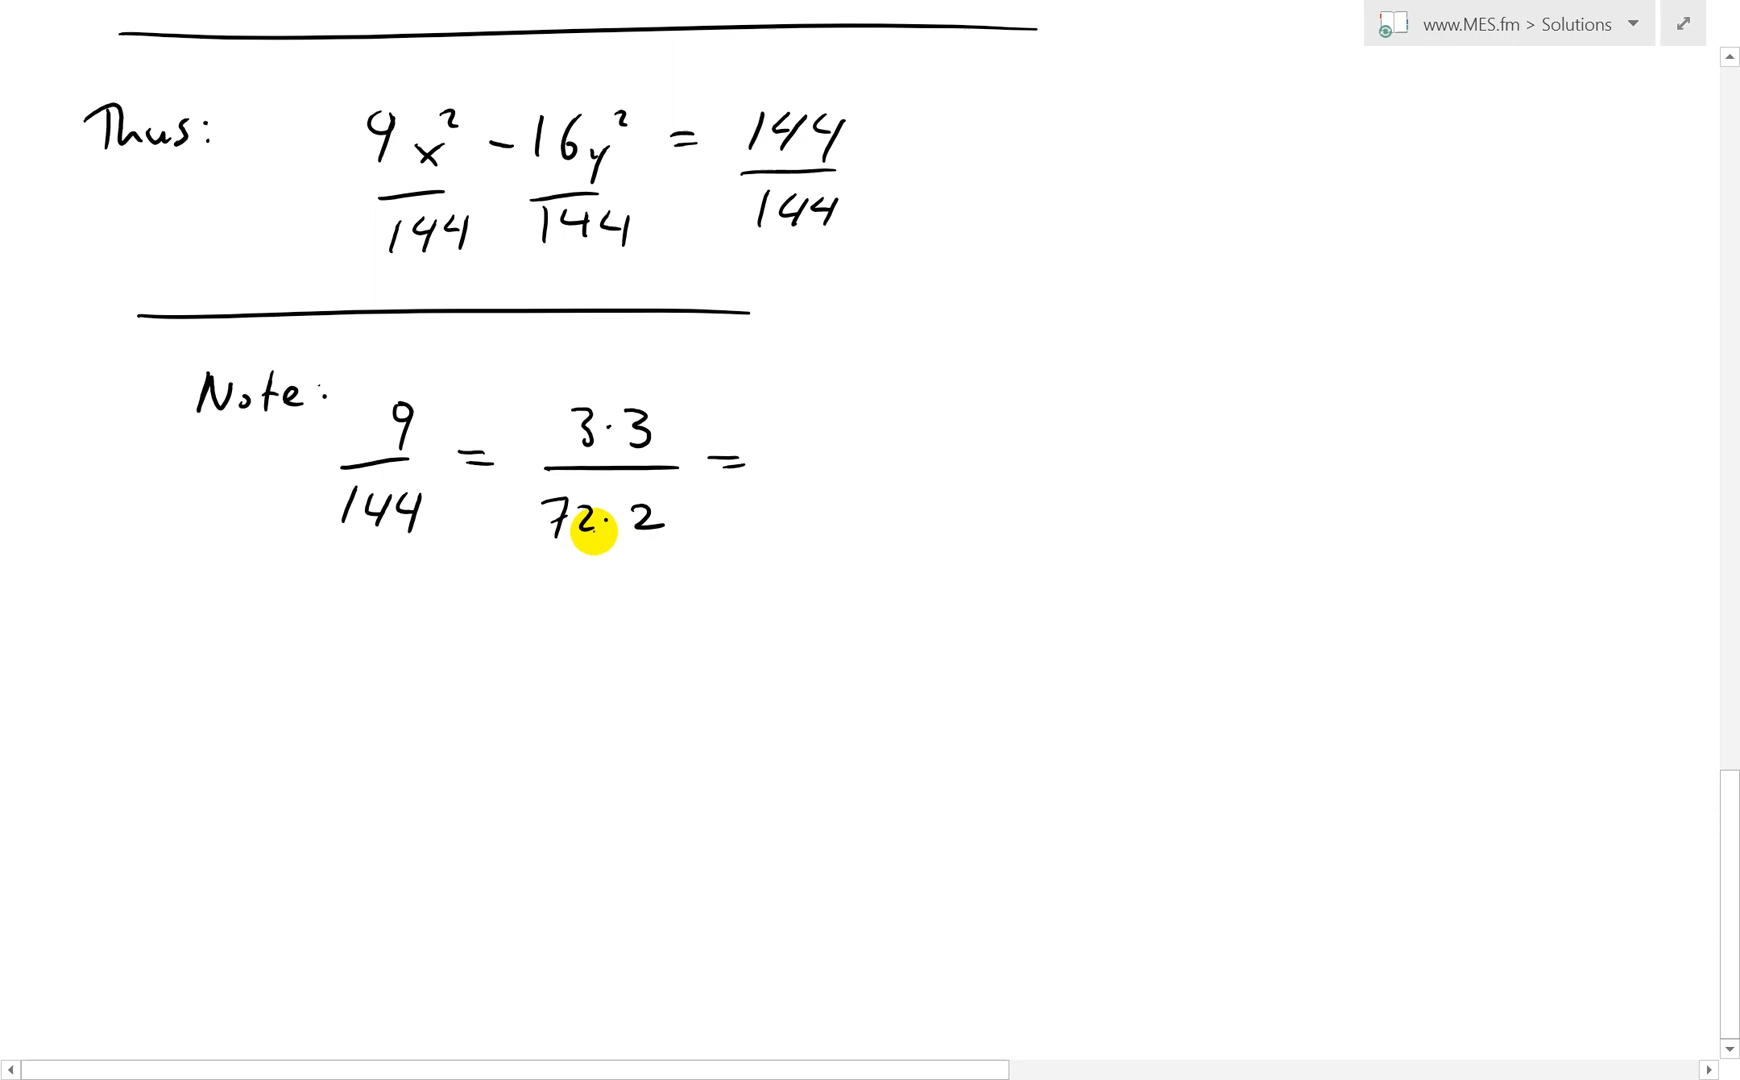 www.MES.fm > Solutions
Thus: 9x² - 16y² = 144
144 144 144
Note:
9 = 3·3 =
144 72·2